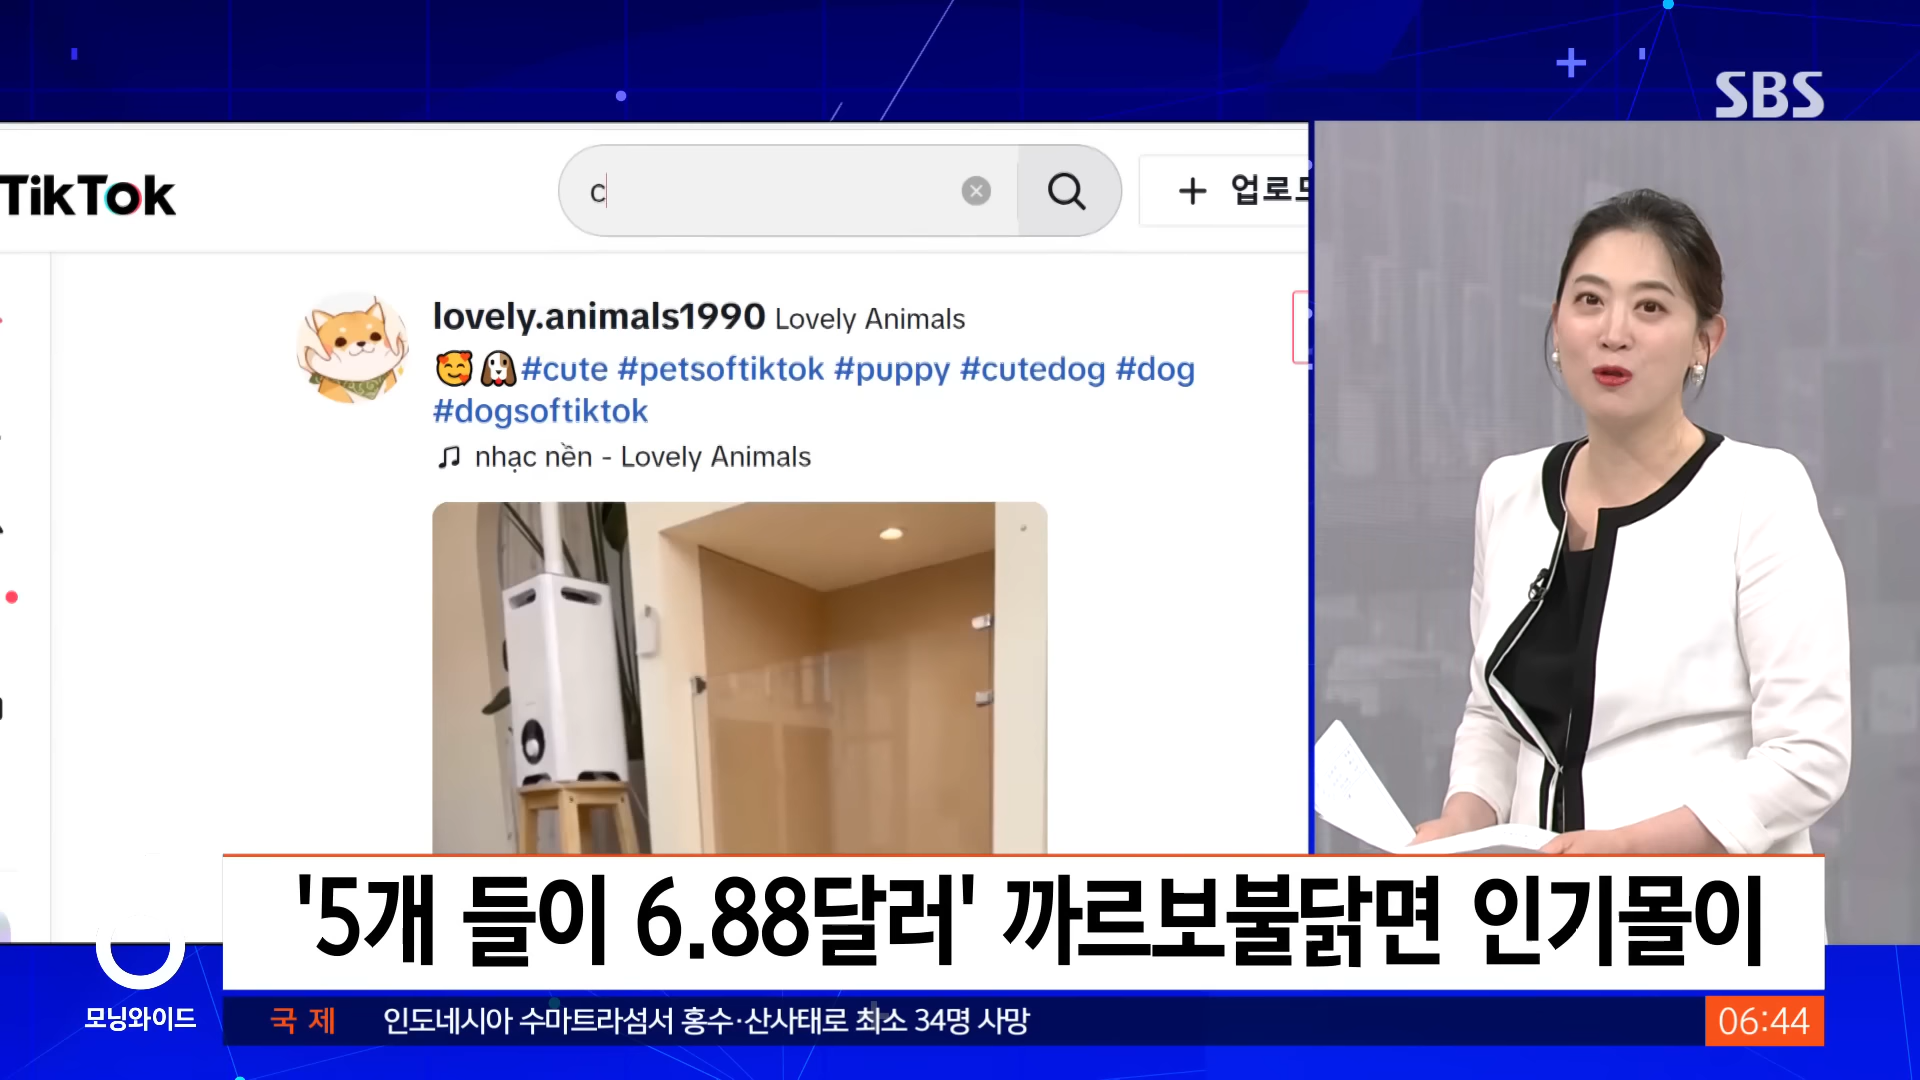 SBS
TikTok
c
업로드
lovely.animals1990 Lovely Animals
#cute #petsoftiktok #puppy #cutedog #dog
#dogsoftiktok
nhạc nền - Lovely Animals
'5개 들이 6.88달러' 까르보불닭면 인기몰이
모닝와이드
국 제 인도네시아 수마트라섬서 홍수·산사태로 최소 34명 사망
06:44